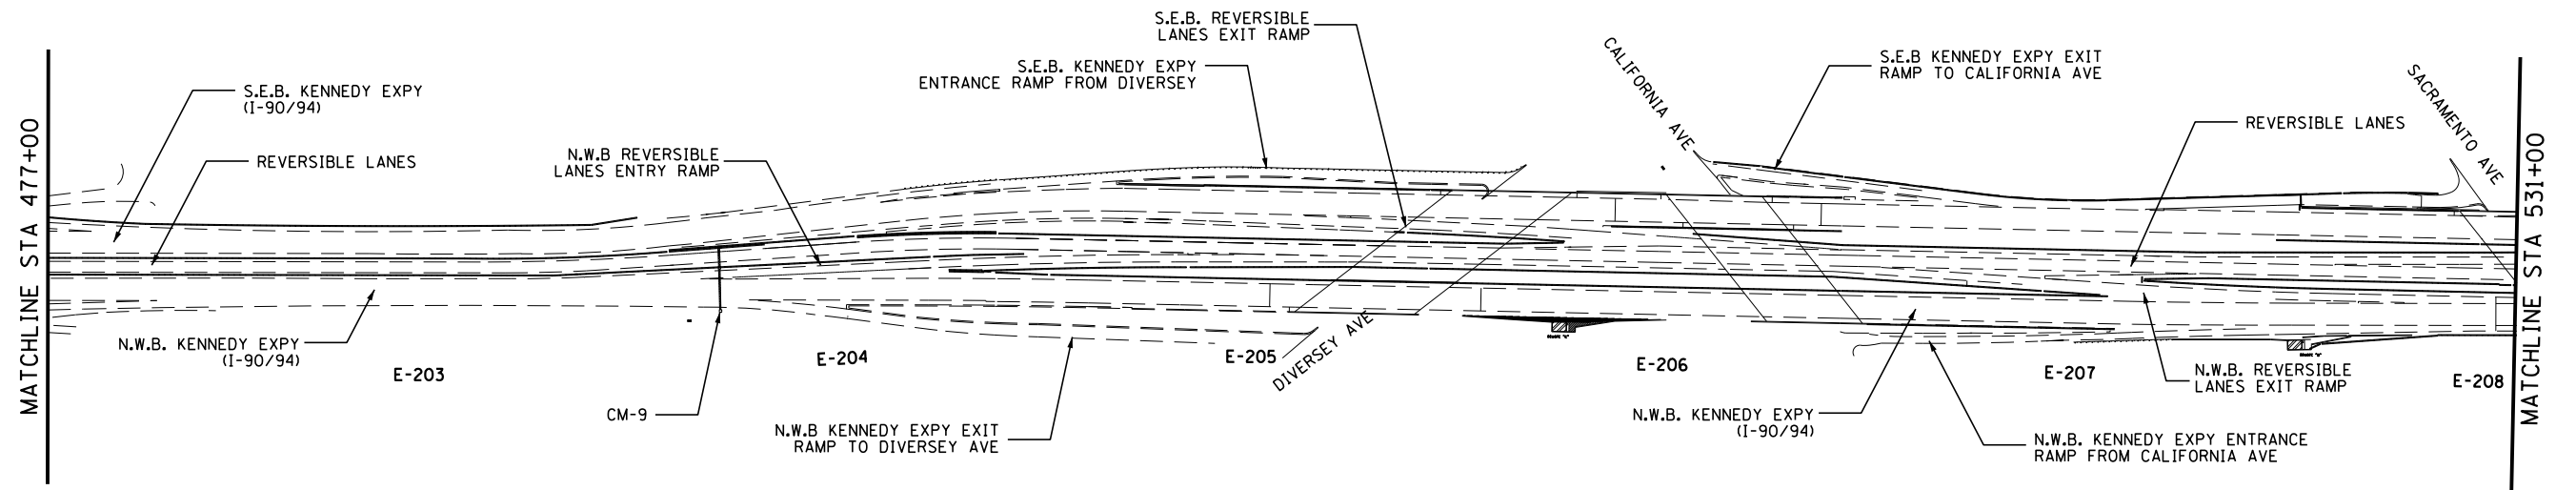 MATCHLINE STA 477+00
S.E.B. KENNEDY EXPY
(I-90/94)
REVERSIBLE LANES
N.W.B. KENNEDY EXPY
(I-90/94)
E-203
N.W.B REVERSIBLE
LANES ENTRY RAMP
CM-9
E-204
N.W.B KENNEDY EXPY EXIT
RAMP TO DIVERSEY AVE
S.E.B. KENNEDY EXPY
ENTRANCE RAMP FROM DIVERSEY
S.E.B. REVERSIBLE
LANES EXIT RAMP
E-205
DIVERSEY AVE
CALIFORNIA AVE
E-206
S.E.B KENNEDY EXPY EXIT
RAMP TO CALIFORNIA AVE
N.W.B. KENNEDY EXPY
(I-90/94)
E-207
N.W.B. KENNEDY EXPY ENTRANCE
RAMP FROM CALIFORNIA AVE
REVERSIBLE LANES
N.W.B. REVERSIBLE
LANES EXIT RAMP
SACRAMENTO AVE
E-208
MATCHLINE STA 531+00